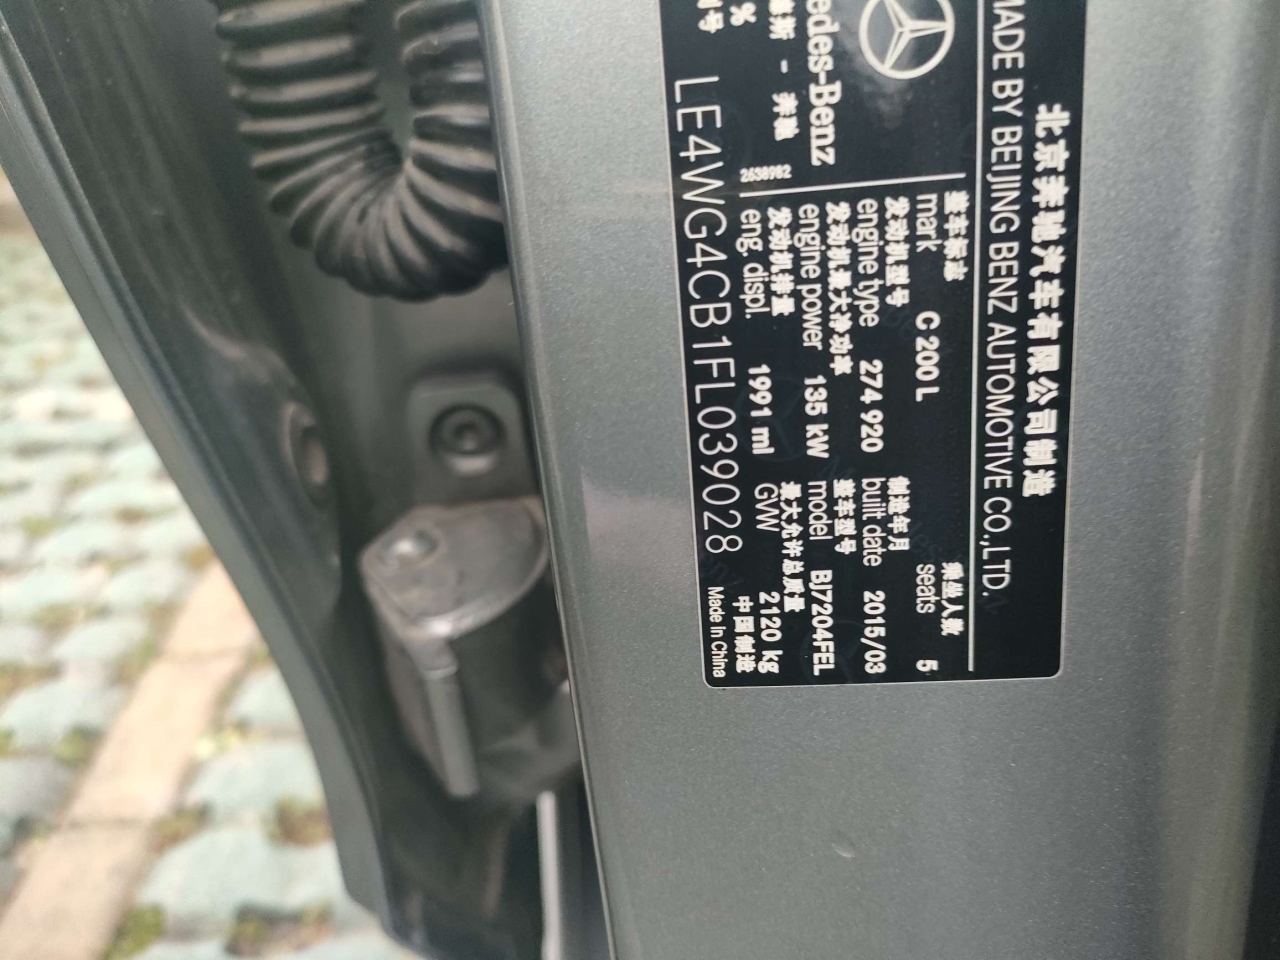 北京奔驰汽车有限公司制造
MADE BY BEIJING BENZ AUTOMOTIVE CO.,LTD.
整车标志
mark C 200 L
乘坐人数
seats 5
发动机型号
engine type 274 920
制造年月
built date 2015/03
发动机最大净功率
engine power 135 kW
整车型号
model BJ7204FEL
发动机排量
eng. displ. 1991 ml
最大允许总质量
GVW 2120 kg
edes-Benz
斯 - 奔驰
%
2638982
号
LE4WG4CB1FL039028
中国制造
Made in China